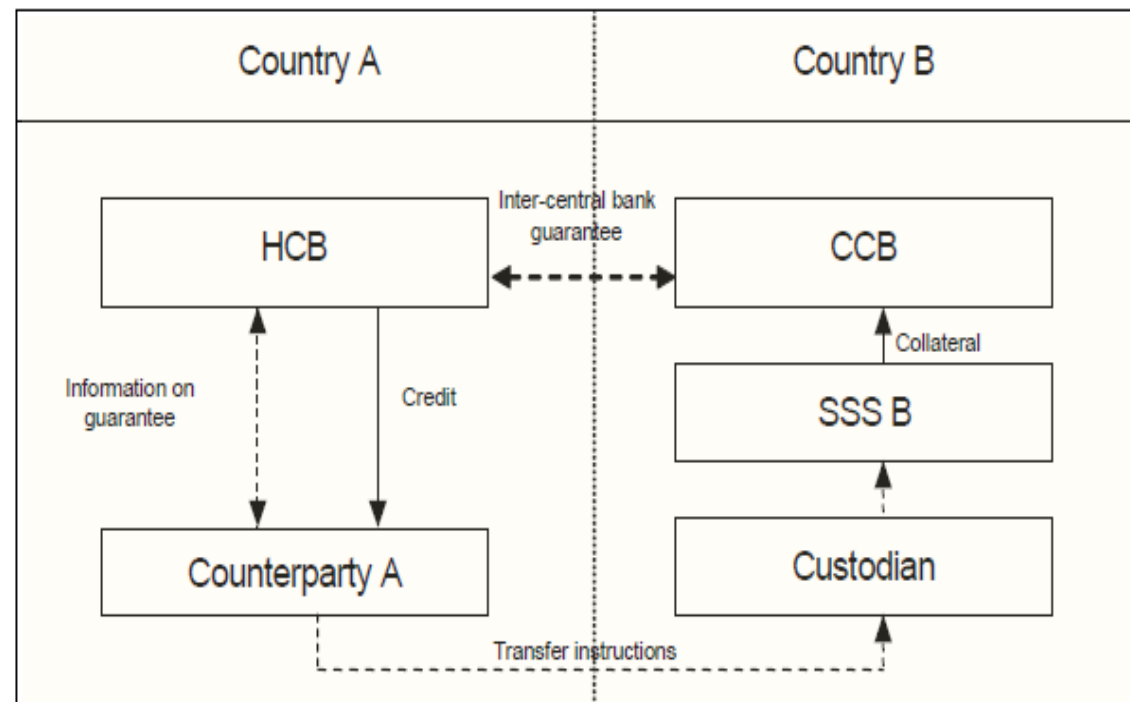 Country A
Country B
Inter-central bank
guarantee
HCB
CCB
Information on
guarantee
Credit
Collateral
SSS B
Counterparty A
Custodian
Transfer instructions